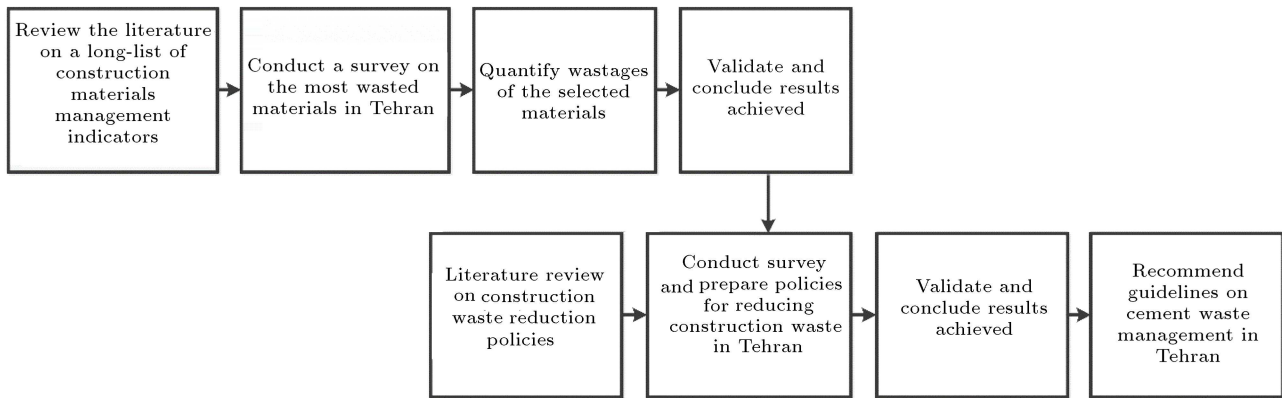 Review the literature
on a long-list of
construction
materials
management
indicators
Conduct a survey on
the most wasted
materials in Tehran
Quantify wastages
of the selected
materials
Validate and
conclude results
achieved
Literature review
on construction
waste reduction
policies
Conduct survey
and prepare policies
for reducing
construction waste
in Tehran
Validate and
conclude results
achieved
Recommend
guidelines on
cement waste
management in
Tehran